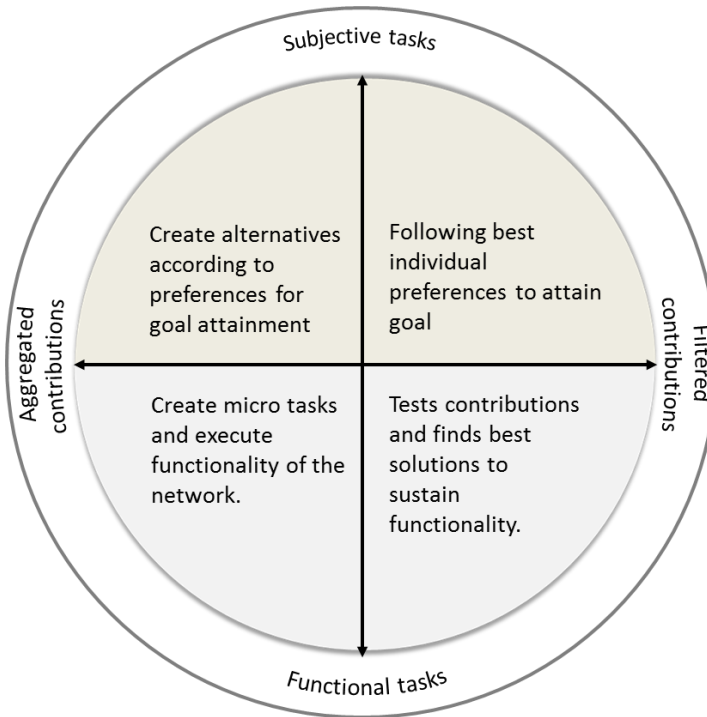 Subjective tasks
Create alternatives
according to
preferences for
goal attainment
Following best
individual
preferences to attain
goal
Aggregated
contributions
Filtered
contributions
Create micro tasks
and execute
functionality of the
network.
Tests contributions
and finds best
solutions to
sustain
functionality.
Functional tasks